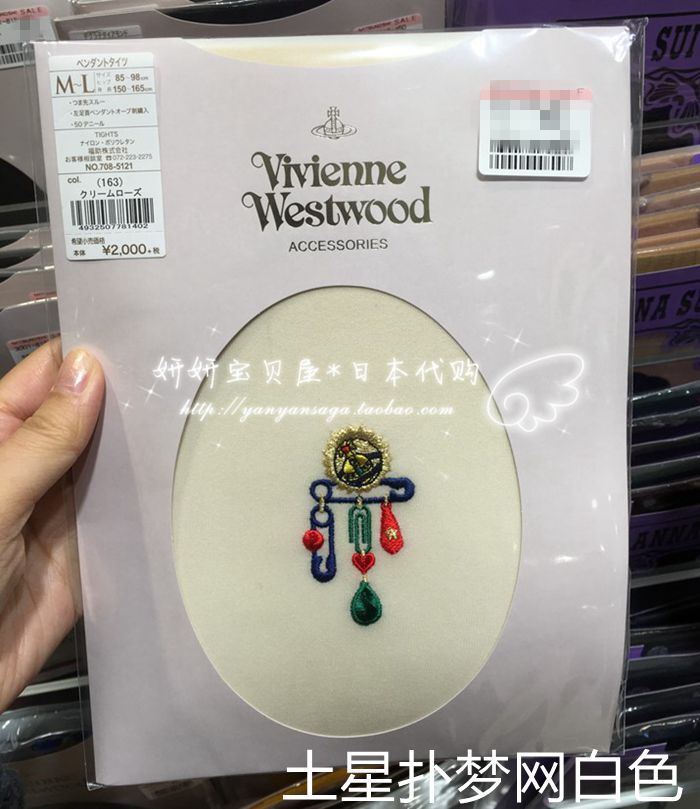 ペンダントタイツ
M~L サイズ
ヒップ 85~98cm
身長 150~165cm
・つま先スルー
・左足首ペンダントオーブ刺繍入
・50デニール
TIGHTS
ナイロン・ポリウレタン
福助株式会社
お客様相談室 ☎072-223-2275
NO.708-5121
col. (163)
クリームローズ
4932507781402
希望小売価格
本体 ¥2,000+税
Vivienne
Westwood
ACCESSORIES
SUI
ANNA SU
ANNA
妍妍宝贝屋*日本代购
http://yanyansaga.taobao.com
土星扑梦网白色